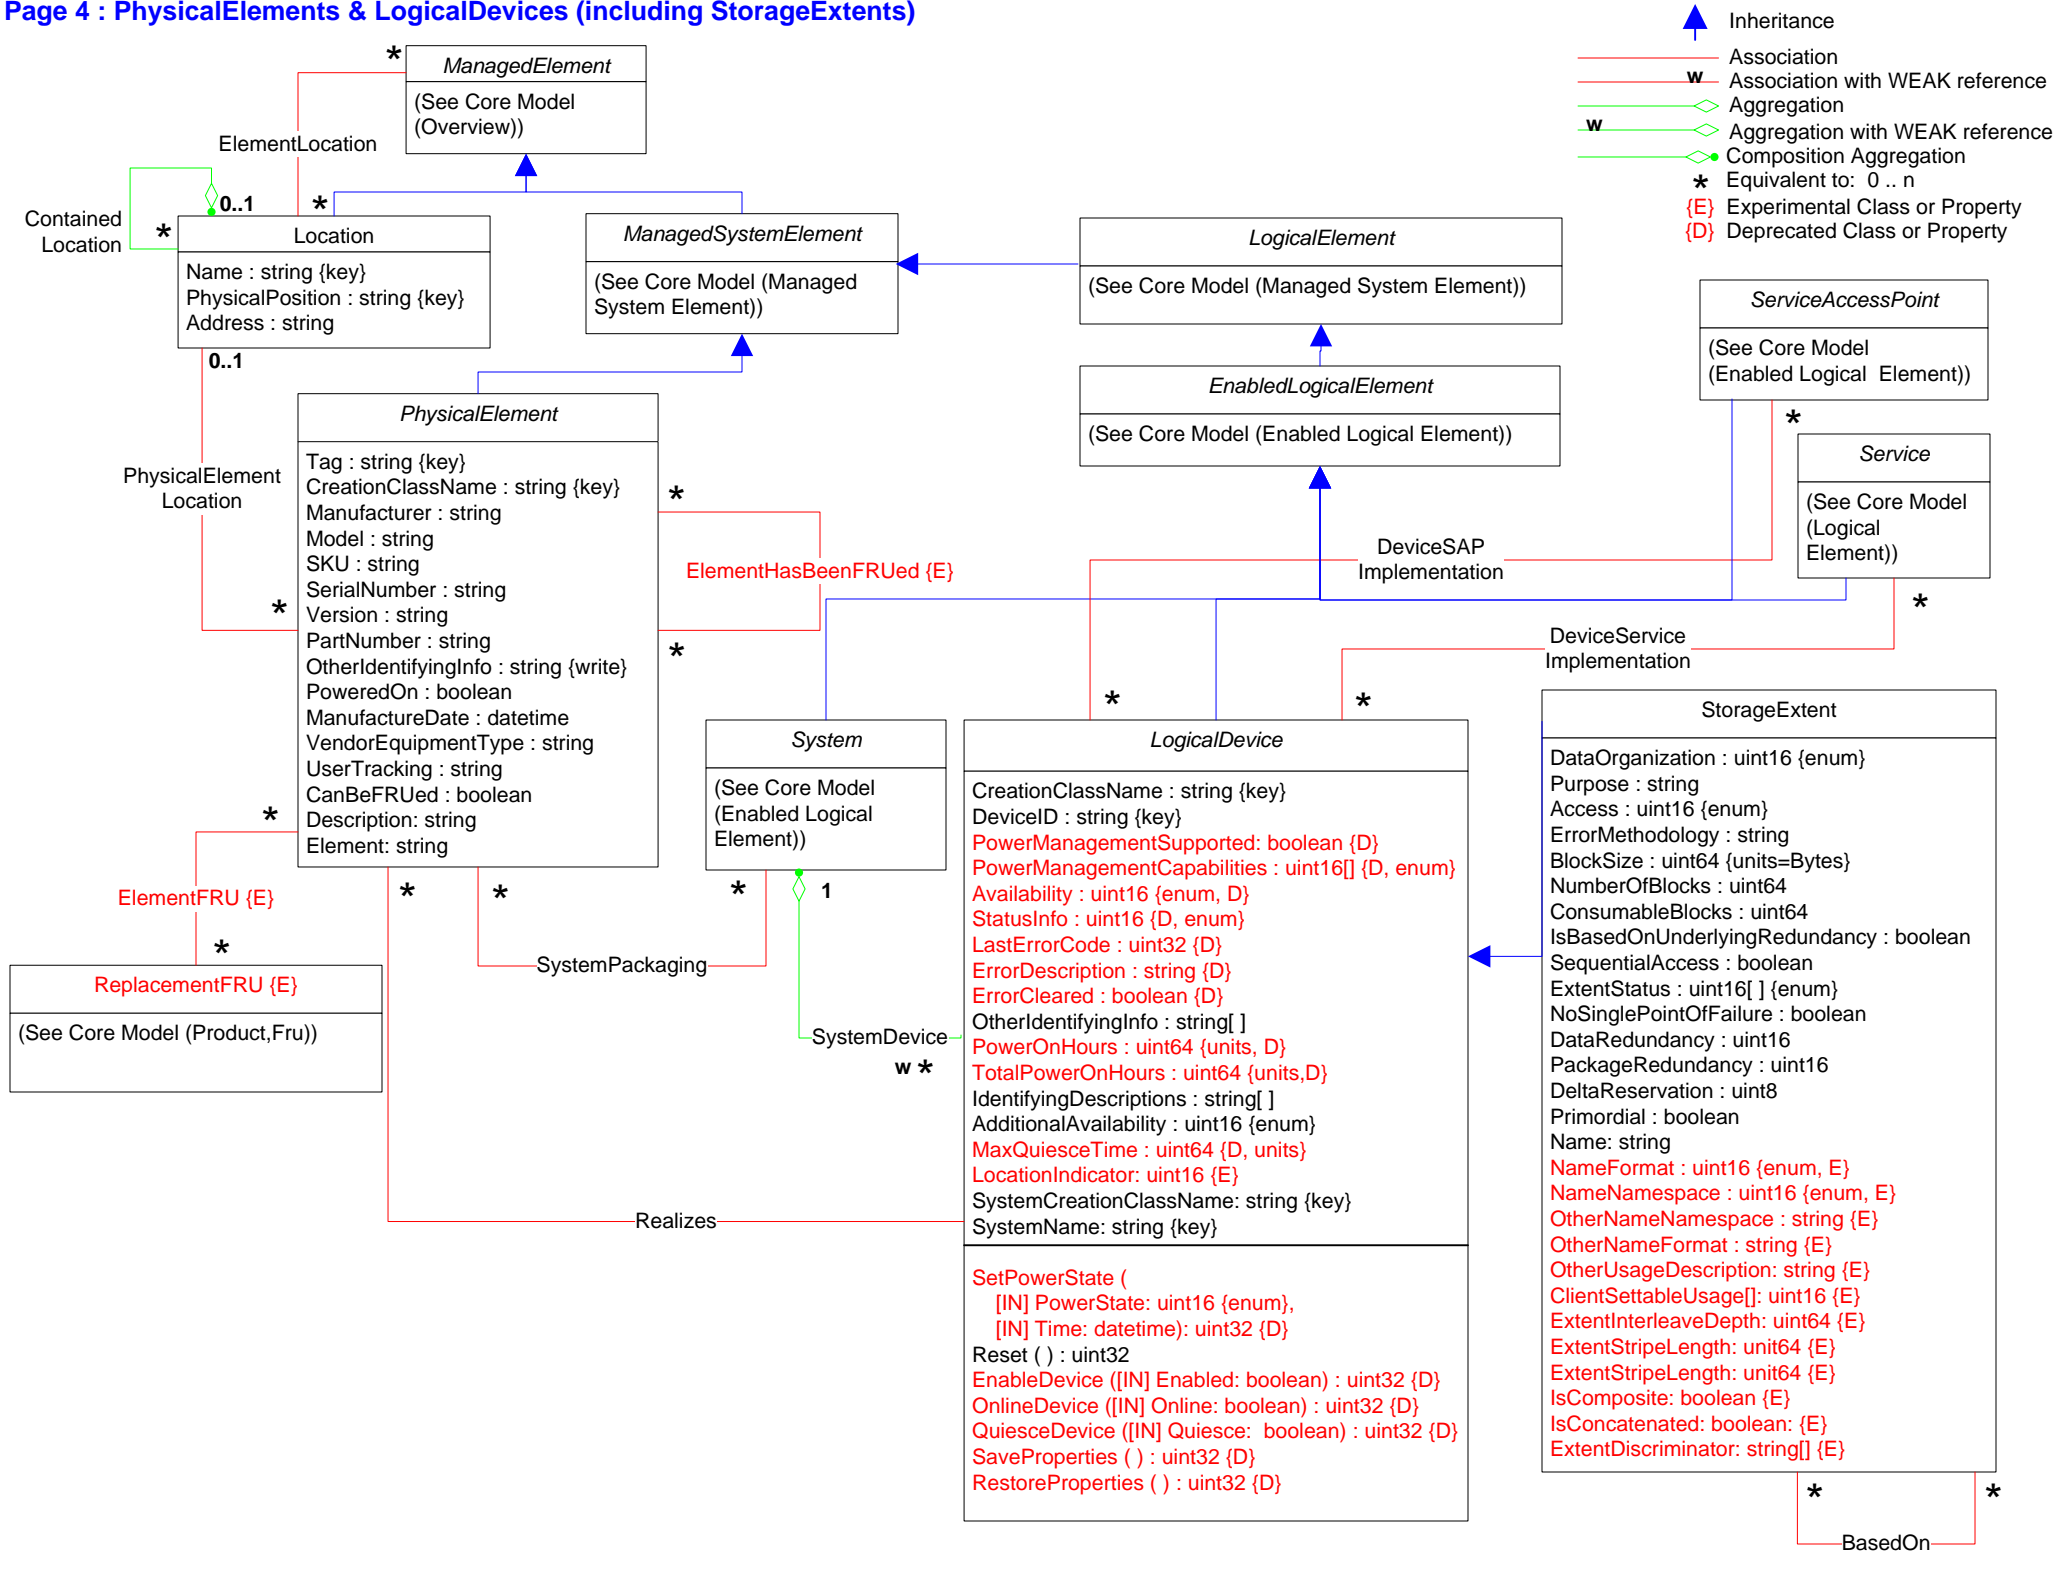 Page 4 : PhysicalElements & LogicalDevices (including StorageExtents)
Inheritance
Association
w
Association with WEAK reference
Aggregation
w
Aggregation with WEAK reference
Composition Aggregation
* Equivalent to: 0 .. n
{E} Experimental Class or Property
{D} Deprecated Class or Property
*
ManagedElement
(See Core Model
(Overview))
ElementLocation
0..1
*
Contained
Location
*
Location
Name : string {key}
PhysicalPosition : string {key}
Address : string
0..1
ManagedSystemElement
(See Core Model (Managed
System Element))
LogicalElement
(See Core Model (Managed System Element))
ServiceAccessPoint
(See Core Model
(Enabled Logical  Element))
*
EnabledLogicalElement
(See Core Model (Enabled Logical Element))
Service
(See Core Model
(Logical
Element))
*
PhysicalElement
Location
*
PhysicalElement
Tag : string {key}
CreationClassName : string {key}
Manufacturer : string
Model : string
SKU : string
SerialNumber : string
Version : string
PartNumber : string
OtherIdentifyingInfo : string {write}
PoweredOn : boolean
ManufactureDate : datetime
VendorEquipmentType : string
UserTracking : string
CanBeFRUed : boolean
Description: string
Element: string
*
ElementHasBeenFRUed {E}
*
DeviceSAP
Implementation
*
DeviceService
Implementation
*
*
ElementFRU {E}
*
ReplacementFRU {E}
(See Core Model (Product,Fru))
*
*
SystemPackaging
*
System
(See Core Model
(Enabled Logical
Element))
1
SystemDevice
w *
Realizes
LogicalDevice
CreationClassName : string {key}
DeviceID : string {key}
PowerManagementSupported: boolean {D}
PowerManagementCapabilities : uint16[] {D, enum}
Availability : uint16 {enum, D}
StatusInfo : uint16 {D, enum}
LastErrorCode : uint32 {D}
ErrorDescription : string {D}
ErrorCleared : boolean {D}
OtherIdentifyingInfo : string[ ]
PowerOnHours : uint64 {units, D}
TotalPowerOnHours : uint64 {units,D}
IdentifyingDescriptions : string[ ]
AdditionalAvailability : uint16 {enum}
MaxQuiesceTime : uint64 {D, units}
LocationIndicator: uint16 {E}
SystemCreationClassName: string {key}
SystemName: string {key}
SetPowerState (
[IN] PowerState: uint16 {enum},
[IN] Time: datetime): uint32 {D}
Reset ( ) : uint32
EnableDevice ([IN] Enabled: boolean) : uint32 {D}
OnlineDevice ([IN] Online: boolean) : uint32 {D}
QuiesceDevice ([IN] Quiesce:  boolean) : uint32 {D}
SaveProperties ( ) : uint32 {D}
RestoreProperties ( ) : uint32 {D}
StorageExtent
DataOrganization : uint16 {enum}
Purpose : string
Access : uint16 {enum}
ErrorMethodology : string
BlockSize : uint64 {units=Bytes}
NumberOfBlocks : uint64
ConsumableBlocks : uint64
IsBasedOnUnderlyingRedundancy : boolean
SequentialAccess : boolean
ExtentStatus : uint16[ ] {enum}
NoSinglePointOfFailure : boolean
DataRedundancy : uint16
PackageRedundancy : uint16
DeltaReservation : uint8
Primordial : boolean
Name: string
NameFormat : uint16 {enum, E}
NameNamespace : uint16 {enum, E}
OtherNameNamespace : string {E}
OtherNameFormat : string {E}
OtherUsageDescription: string {E}
ClientSettableUsage[]: uint16 {E}
ExtentInterleaveDepth: uint64 {E}
ExtentStripeLength: unit64 {E}
ExtentStripeLength: unit64 {E}
IsComposite: boolean {E}
IsConcatenated: boolean: {E}
ExtentDiscriminator: string[] {E}
*
*
BasedOn